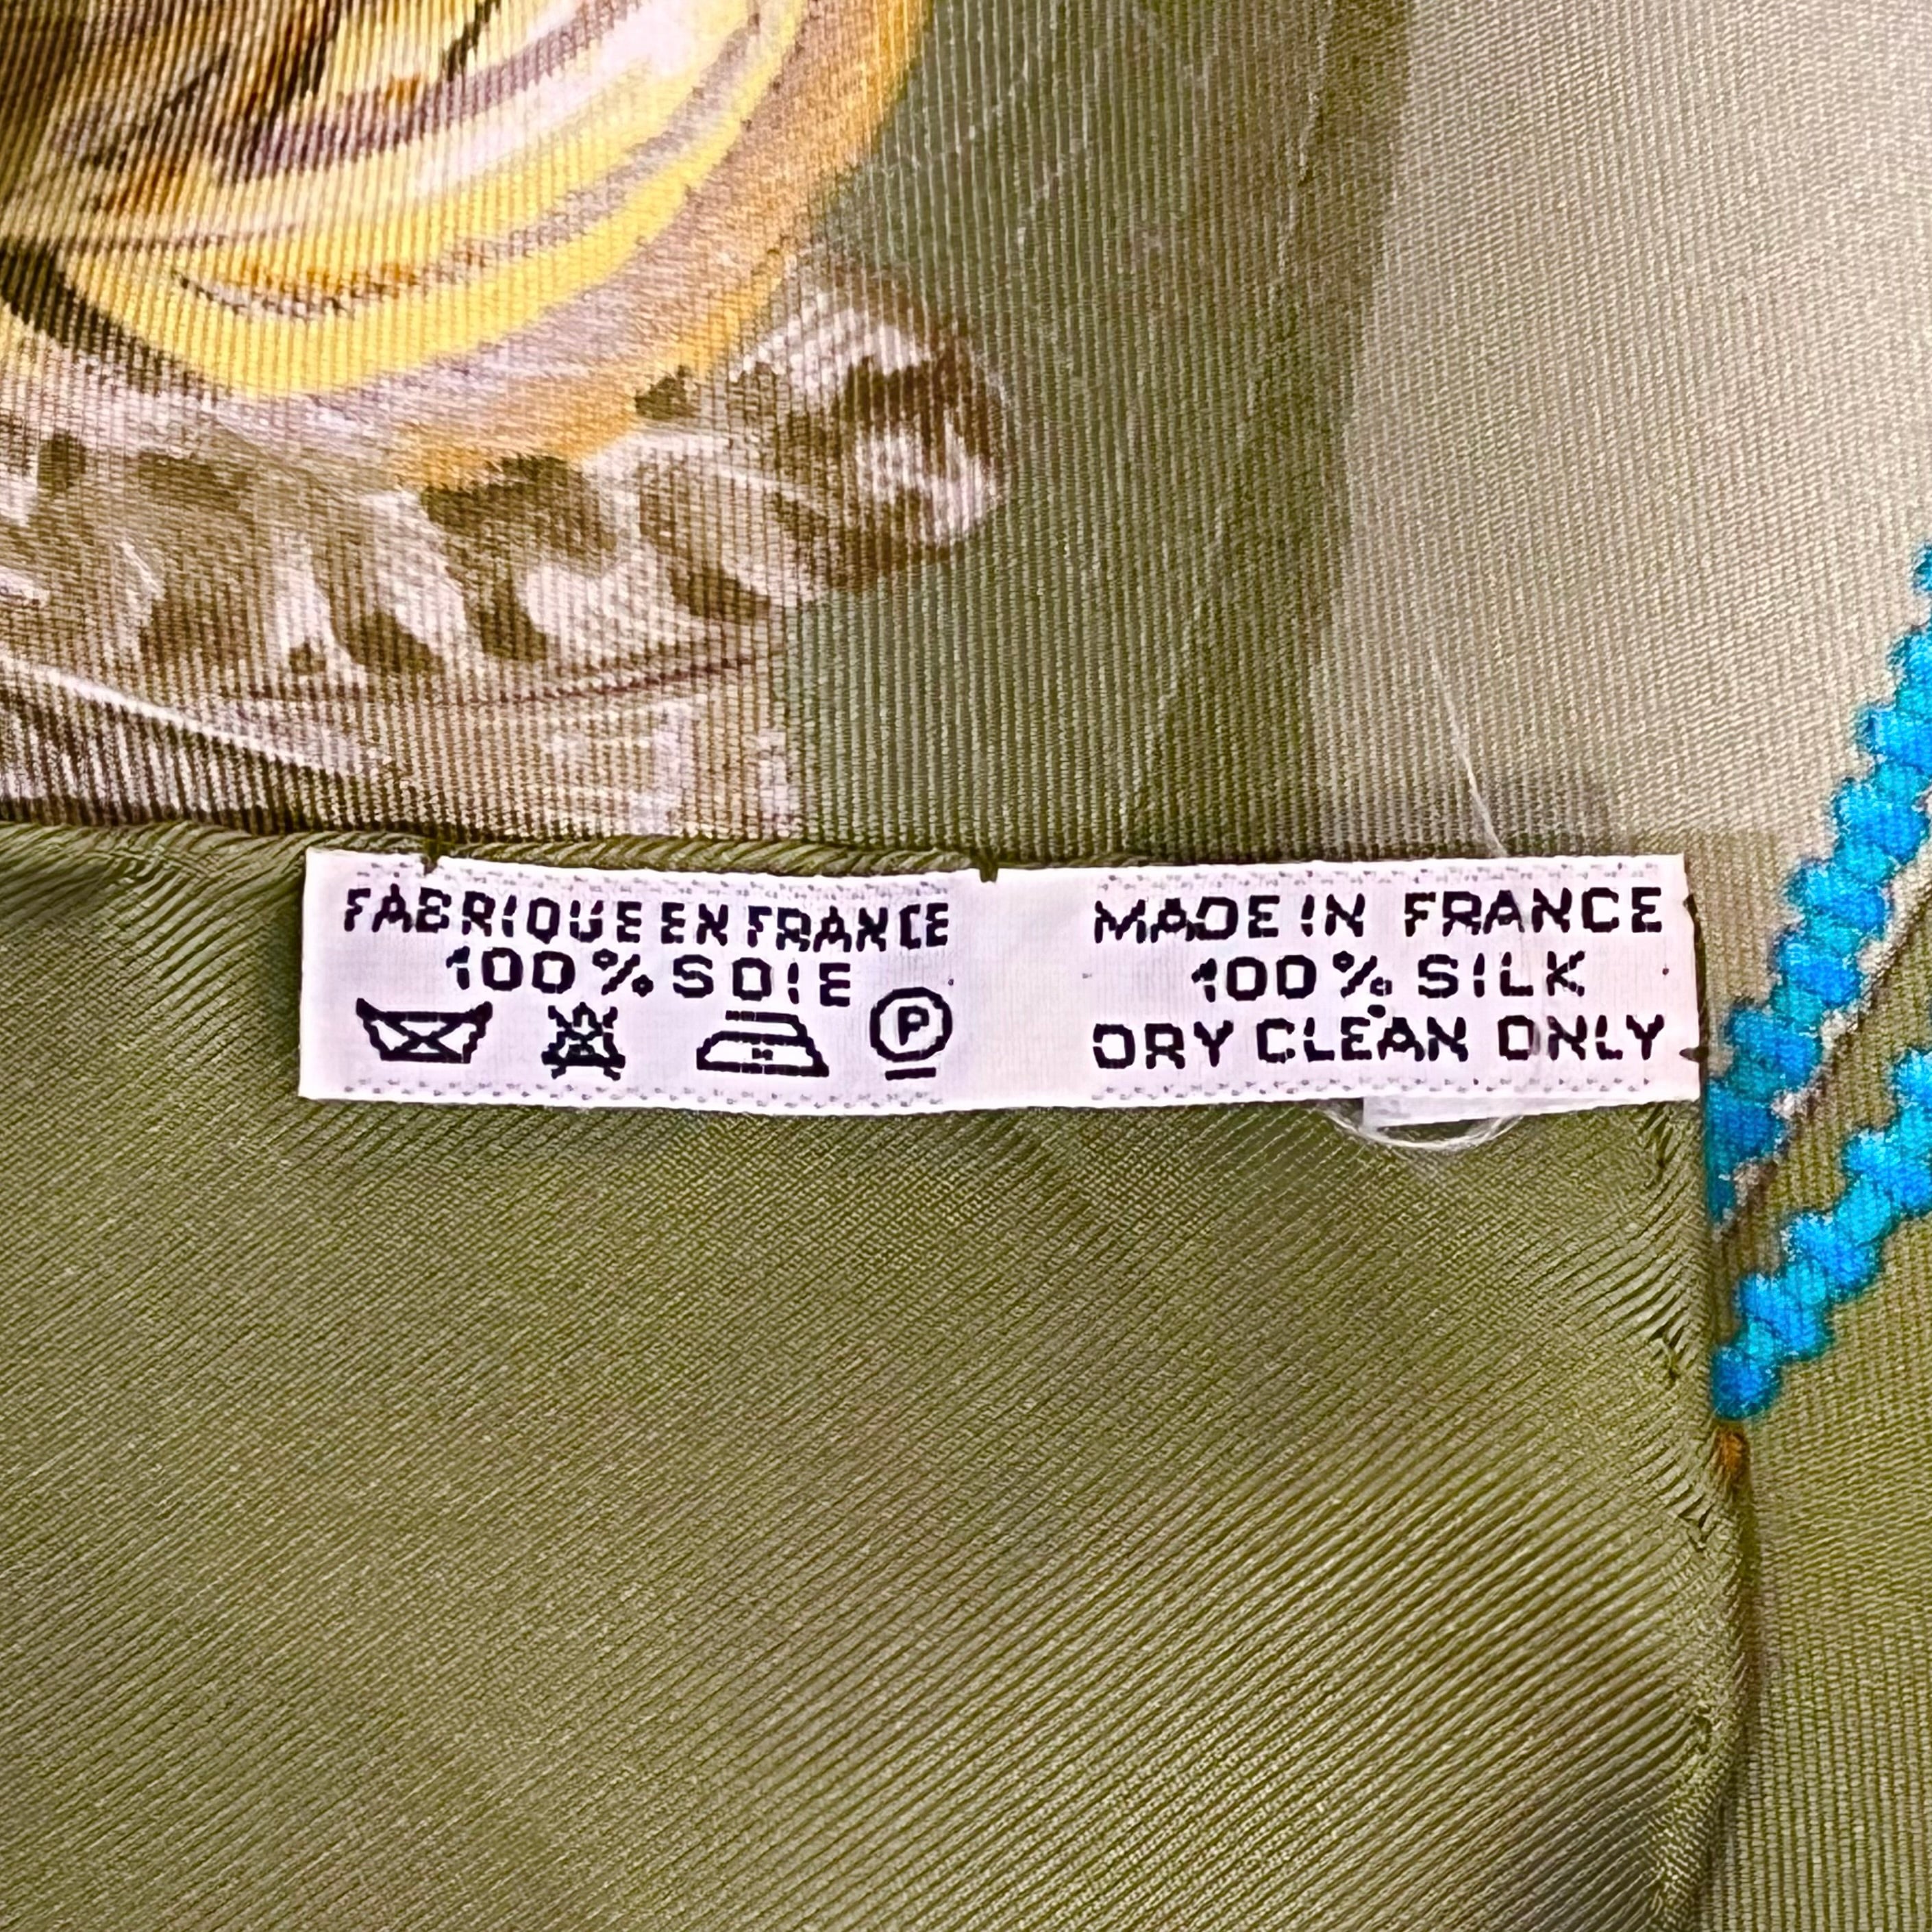 FABRIQUE EN FRANCE
100% SOIE
P
MADE IN FRANCE
100% SILK
DRY CLEAN ONLY